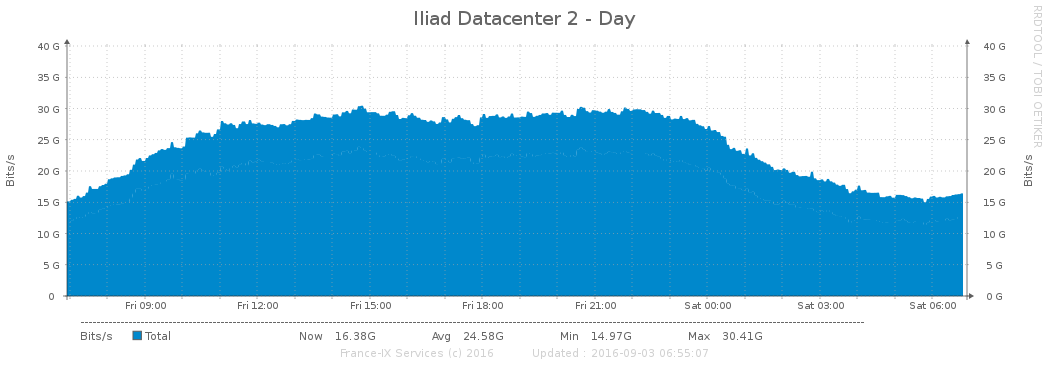 Iliad Datacenter 2 - Day
RRDTOOL / TOBI OETIKER
Bits/s
40 G 40 G
35 G 35 G
30 G 30 G
25 G 25 G
20 G 20 G
15 G 15 G
10 G 10 G
5 G 5 G
0 0 G
Bits/s
Fri 09:00 Fri 12:00 Fri 15:00 Fri 18:00 Fri 21:00 Sat 00:00 Sat 03:00 Sat 06:00
Bits/s Total Now 16.38G Avg 24.58G Min 14.97G Max 30.41G
France-IX Services (c) 2016 Updated : 2016-09-03 06:55:07